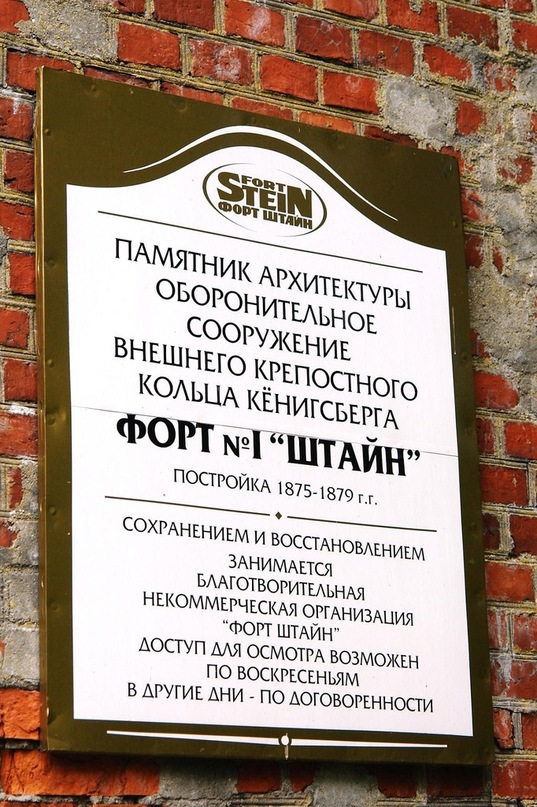 FORT
STEIN
ФОРТ ШТАЙН
ПАМЯТНИК АРХИТЕКТУРЫ
ОБОРОНИТЕЛЬНОЕ
СООРУЖЕНИЕ
ВНЕШНЕГО КРЕПОСТНОГО
КОЛЬЦА КЁНИГСБЕРГА
ФОРТ №I “ШТАЙН”
ПОСТРОЙКА 1875-1879 г.г.
СОХРАНЕНИЕМ И ВОССТАНОВЛЕНИЕМ
ЗАНИМАЕТСЯ
БЛАГОТВОРИТЕЛЬНАЯ
НЕКОММЕРЧЕСКАЯ ОРГАНИЗАЦИЯ
“ФОРТ ШТАЙН”
ДОСТУП ДЛЯ ОСМОТРА ВОЗМОЖЕН
ПО ВОСКРЕСЕНЬЯМ
В ДРУГИЕ ДНИ - ПО ДОГОВОРЕННОСТИ